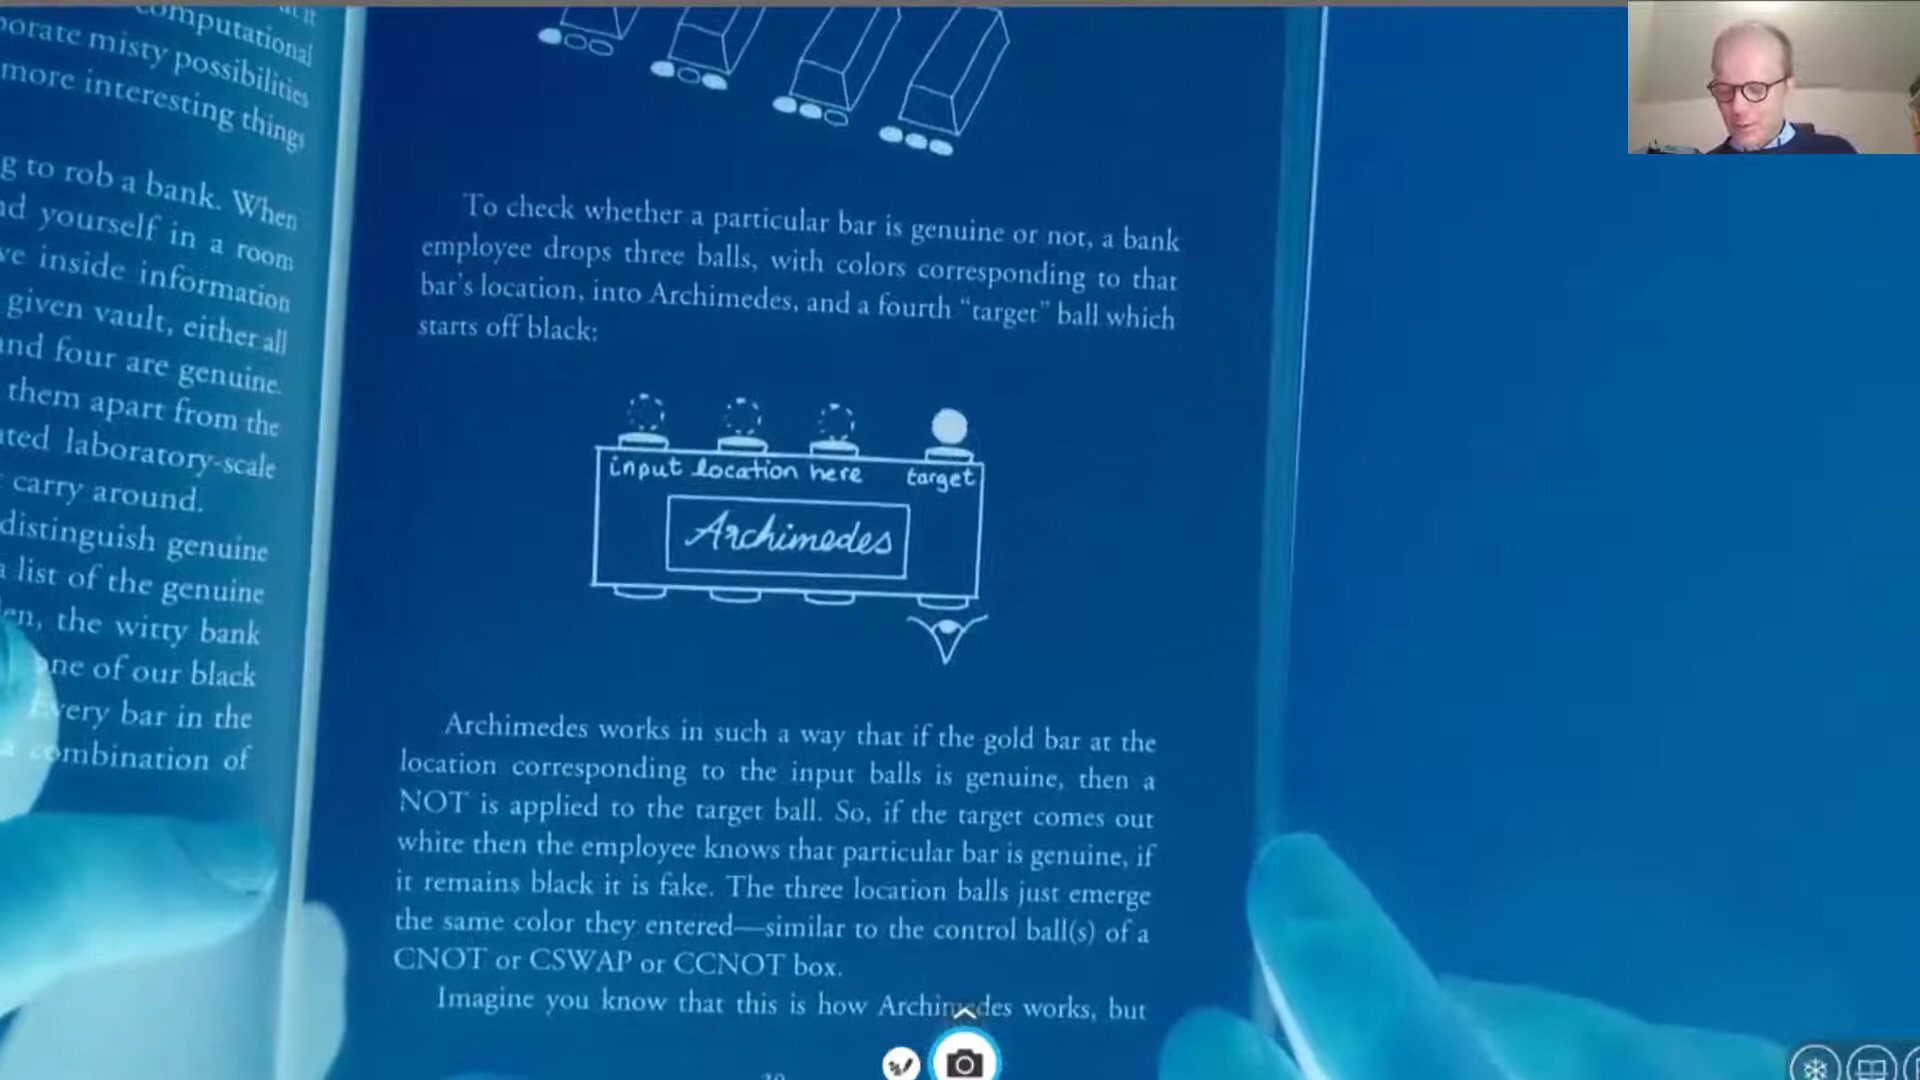 computational
orate misty possibilities
more interesting things
g to rob a bank. When
nd yourself in a room
ve inside information
given vault, either all
and four are genuine.
them apart from the
ated laboratory-scale
carry around.
distinguish genuine
a list of the genuine
en, the witty bank
one of our black
Every bar in the
a combination of
To check whether a particular bar is genuine or not, a bank
employee drops three balls, with colors corresponding to that
bar's location, into Archimedes, and a fourth “target” ball which
starts off black:
input location here target
Archimedes
Archimedes works in such a way that if the gold bar at the
location corresponding to the input balls is genuine, then a
NOT is applied to the target ball. So, if the target comes out
white then the employee knows that particular bar is genuine, if
it remains black it is fake. The three location balls just emerge
the same color they entered—similar to the control ball(s) of a
CNOT or CSWAP or CCNOT box.
Imagine you know that this is how Archimedes works, but